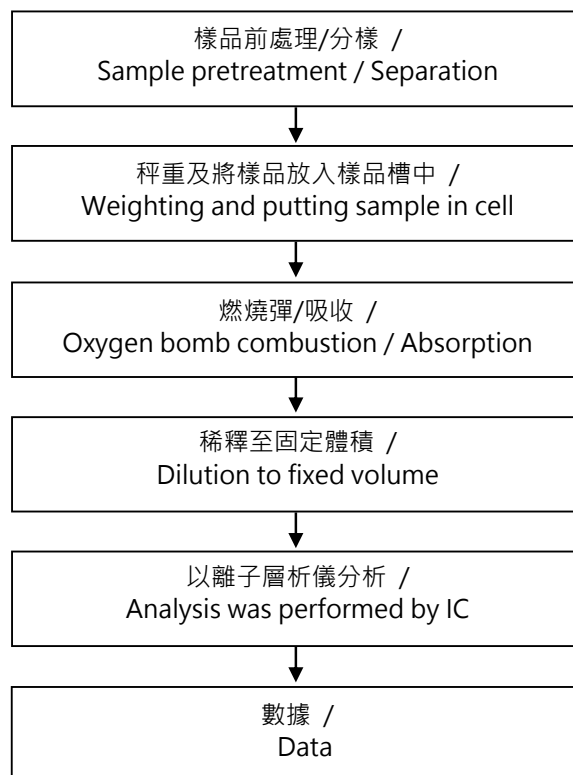 樣品前處理/分樣 /
Sample pretreatment / Separation
秤重及將樣品放入樣品槽中 /
Weighting and putting sample in cell
燃燒彈/吸收 /
Oxygen bomb combustion / Absorption
稀釋至固定體積 /
Dilution to fixed volume
以離子層析儀分析 /
Analysis was performed by IC
數據 /
Data